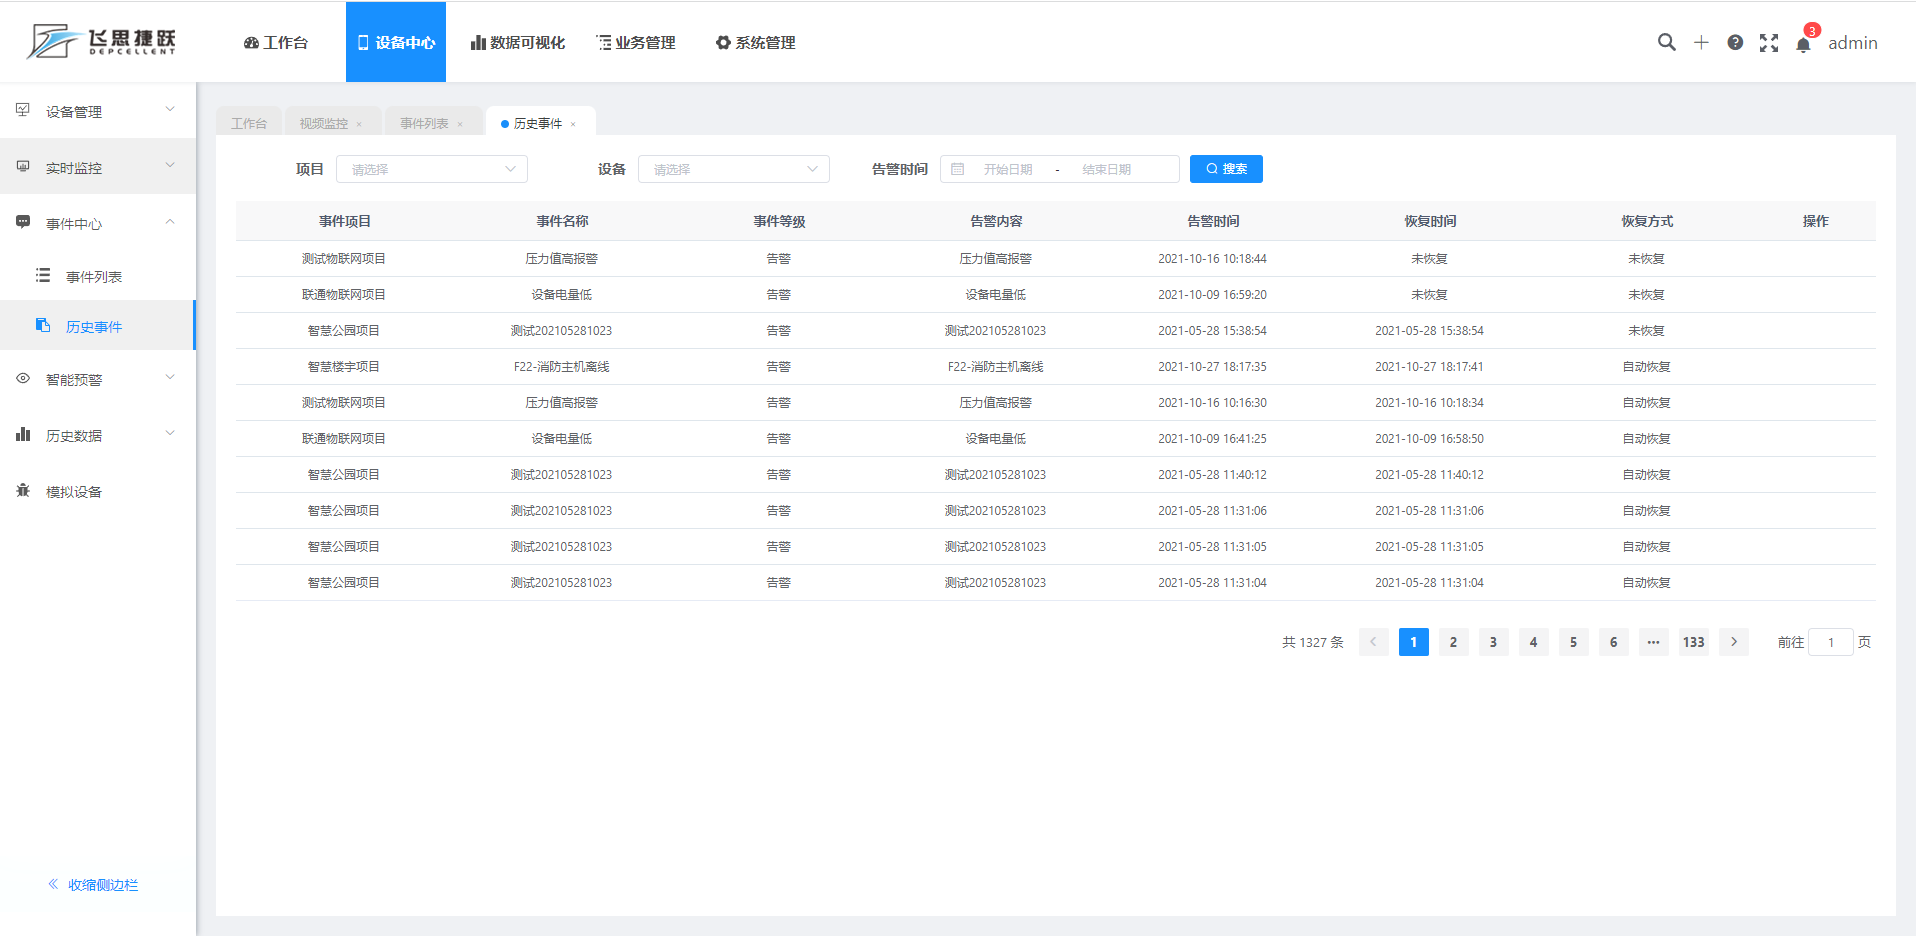 飞思捷跃
DEPCELLENT
工作台 设备中心 数据可视化 业务管理 系统管理
3
admin
设备管理
实时监控
事件中心
事件列表
历史事件
智能预警
历史数据
模拟设备
收缩侧边栏
工作台 视频监控 × 事件列表 × 历史事件 ×
项目 请选择 设备 请选择 告警时间 开始日期 - 结束日期 搜索
事件项目 事件名称 事件等级 告警内容 告警时间 恢复时间 恢复方式 操作
测试物联网项目 压力值高报警 告警 压力值高报警 2021-10-16 10:18:44 未恢复 未恢复
联通物联网项目 设备电量低 告警 设备电量低 2021-10-09 16:59:20 未恢复 未恢复
智慧公园项目 测试202105281023 告警 测试202105281023 2021-05-28 15:38:54 2021-05-28 15:38:54 未恢复
智慧楼宇项目 F22-消防主机离线 告警 F22-消防主机离线 2021-10-27 18:17:35 2021-10-27 18:17:41 自动恢复
测试物联网项目 压力值高报警 告警 压力值高报警 2021-10-16 10:16:30 2021-10-16 10:18:34 自动恢复
联通物联网项目 设备电量低 告警 设备电量低 2021-10-09 16:41:25 2021-10-09 16:58:50 自动恢复
智慧公园项目 测试202105281023 告警 测试202105281023 2021-05-28 11:40:12 2021-05-28 11:40:12 自动恢复
智慧公园项目 测试202105281023 告警 测试202105281023 2021-05-28 11:31:06 2021-05-28 11:31:06 自动恢复
智慧公园项目 测试202105281023 告警 测试202105281023 2021-05-28 11:31:05 2021-05-28 11:31:05 自动恢复
智慧公园项目 测试202105281023 告警 测试202105281023 2021-05-28 11:31:04 2021-05-28 11:31:04 自动恢复
共 1327 条 1 2 3 4 5 6 ··· 133 前往 1 页